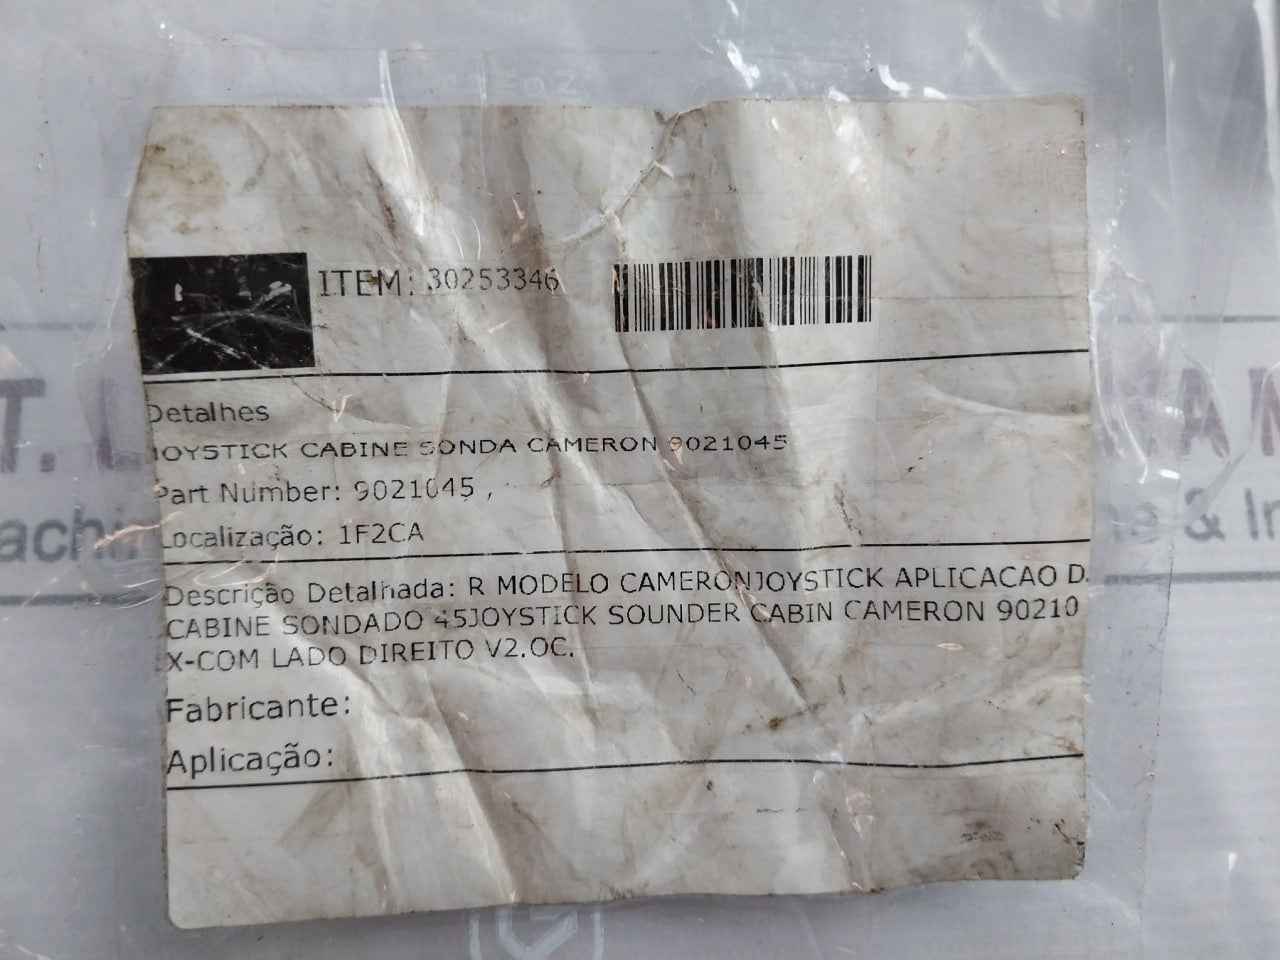 ITEM: 30253346
Detalhes
JOYSTICK CABINE SONDA CAMERON 9021045
Part Number: 9021045 ,
Localização: 1F2CA
Descrição Detalhada: R MODELO CAMERONJOYSTICK APLICACAO D
CABINE SONDADO 45JOYSTICK SOUNDER CABIN CAMERON 90210
X-COM LADO DIREITO V2.OC.
Fabricante:
Aplicação: